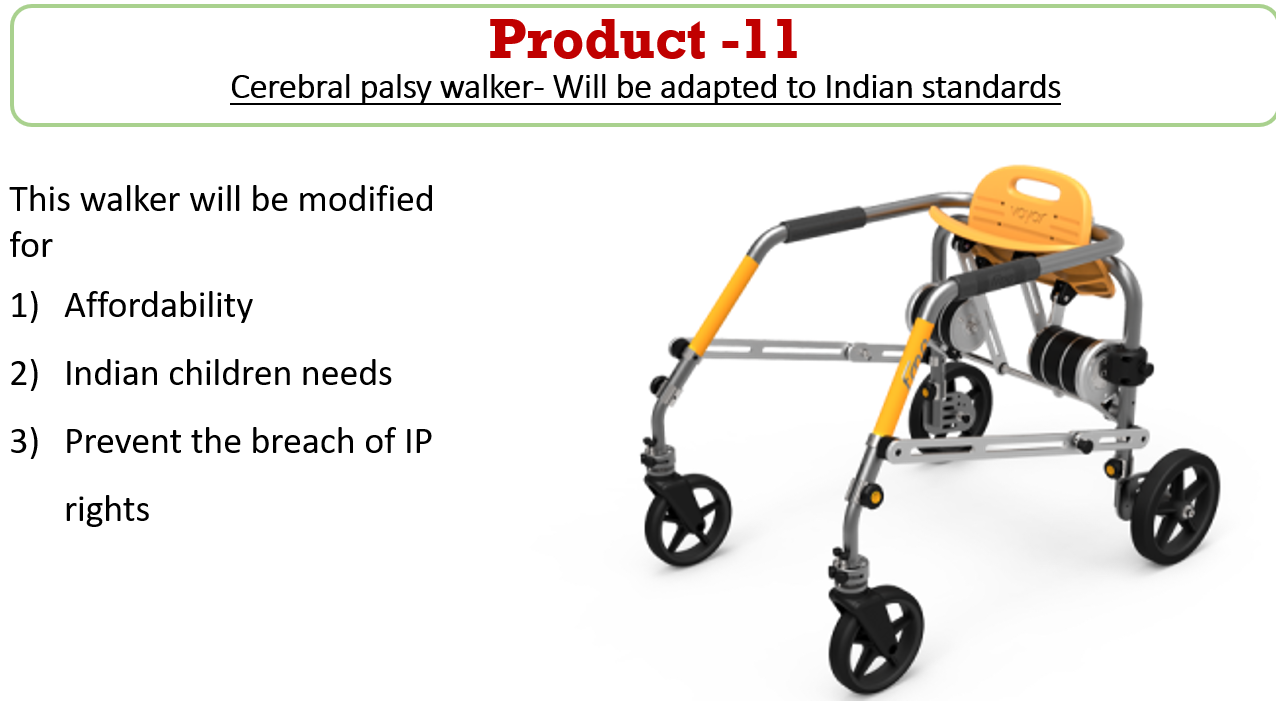 Product -11
Cerebral palsy walker- Will be adapted to Indian standards
This walker will be modified
for
1) Affordability
2) Indian children needs
3) Prevent the breach of IP
rights